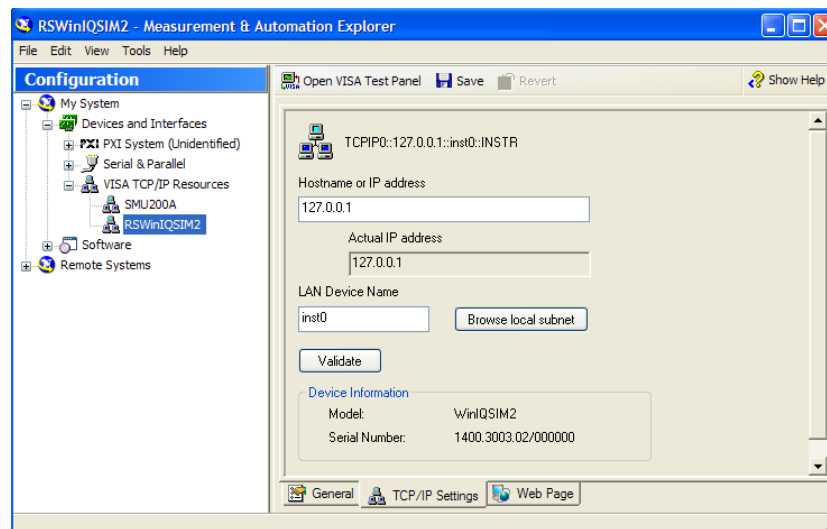 RSWinIQSIM2 - Measurement & Automation Explorer
File Edit View Tools Help
Configuration
Open VISA Test Panel Save Revert Show Help
My System
Devices and Interfaces
PXI PXI System (Unidentified)
Serial & Parallel
VISA TCP/IP Resources
SMU200A
RSWinIQSIM2
Software
Remote Systems
TCPIP0::127.0.0.1::inst0::INSTR
Hostname or IP address
127.0.0.1
Actual IP address
127.0.0.1
LAN Device Name
inst0
Browse local subnet
Validate
Device Information
Model: WinIQSIM2
Serial Number: 1400.3003.02/000000
General TCP/IP Settings Web Page